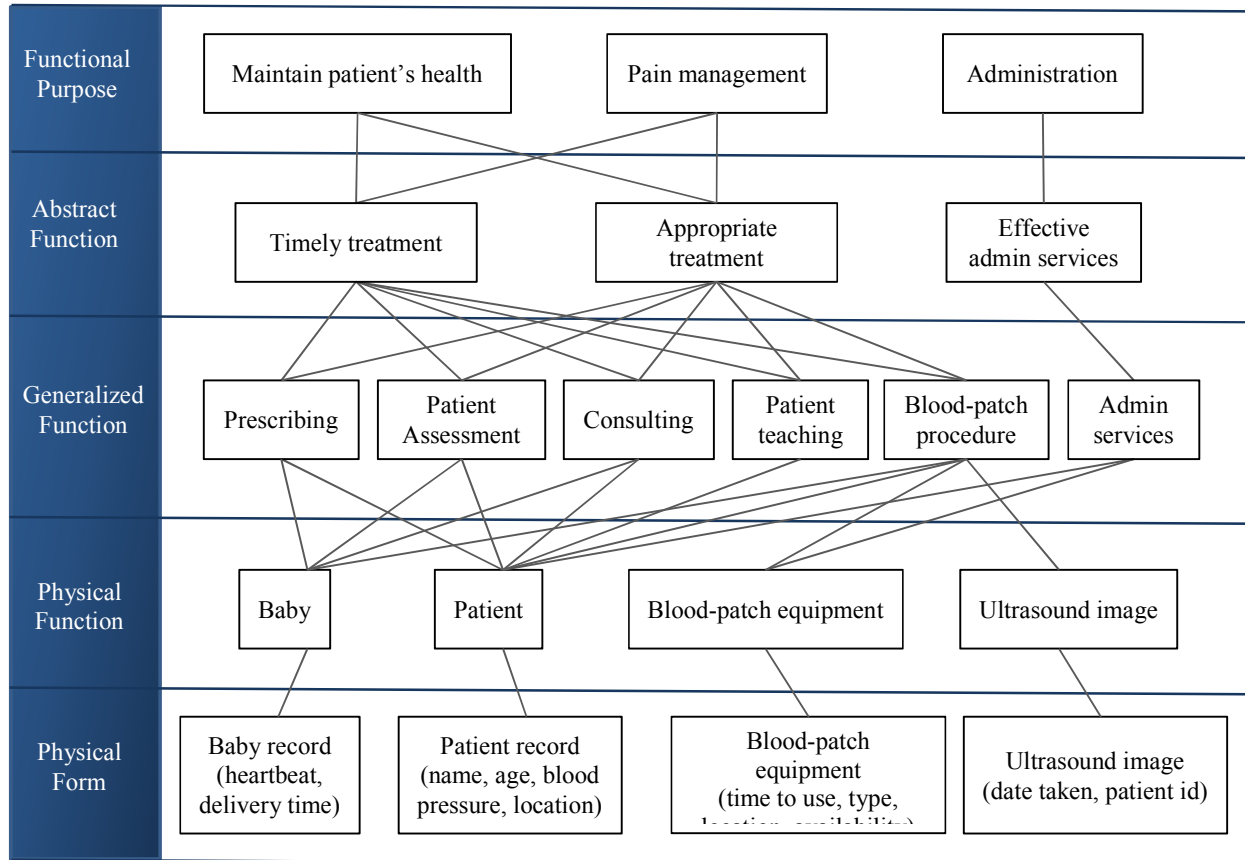 Functional
Purpose
Maintain patient's health
Pain management
Administration
Abstract
Function
Timely treatment
Appropriate
treatment
Effective
admin services
Generalized
Function
Prescribing
Patient
Assessment
Consulting
Patient
teaching
Blood-patch
procedure
Admin
services
Physical
Function
Baby
Patient
Blood-patch equipment
Ultrasound image
Physical
Form
Baby record
(heartbeat,
delivery time)
Patient record
(name, age, blood
pressure, location)
Blood-patch
equipment
(time to use, type,
location, availability)
Ultrasound image
(date taken, patient id)